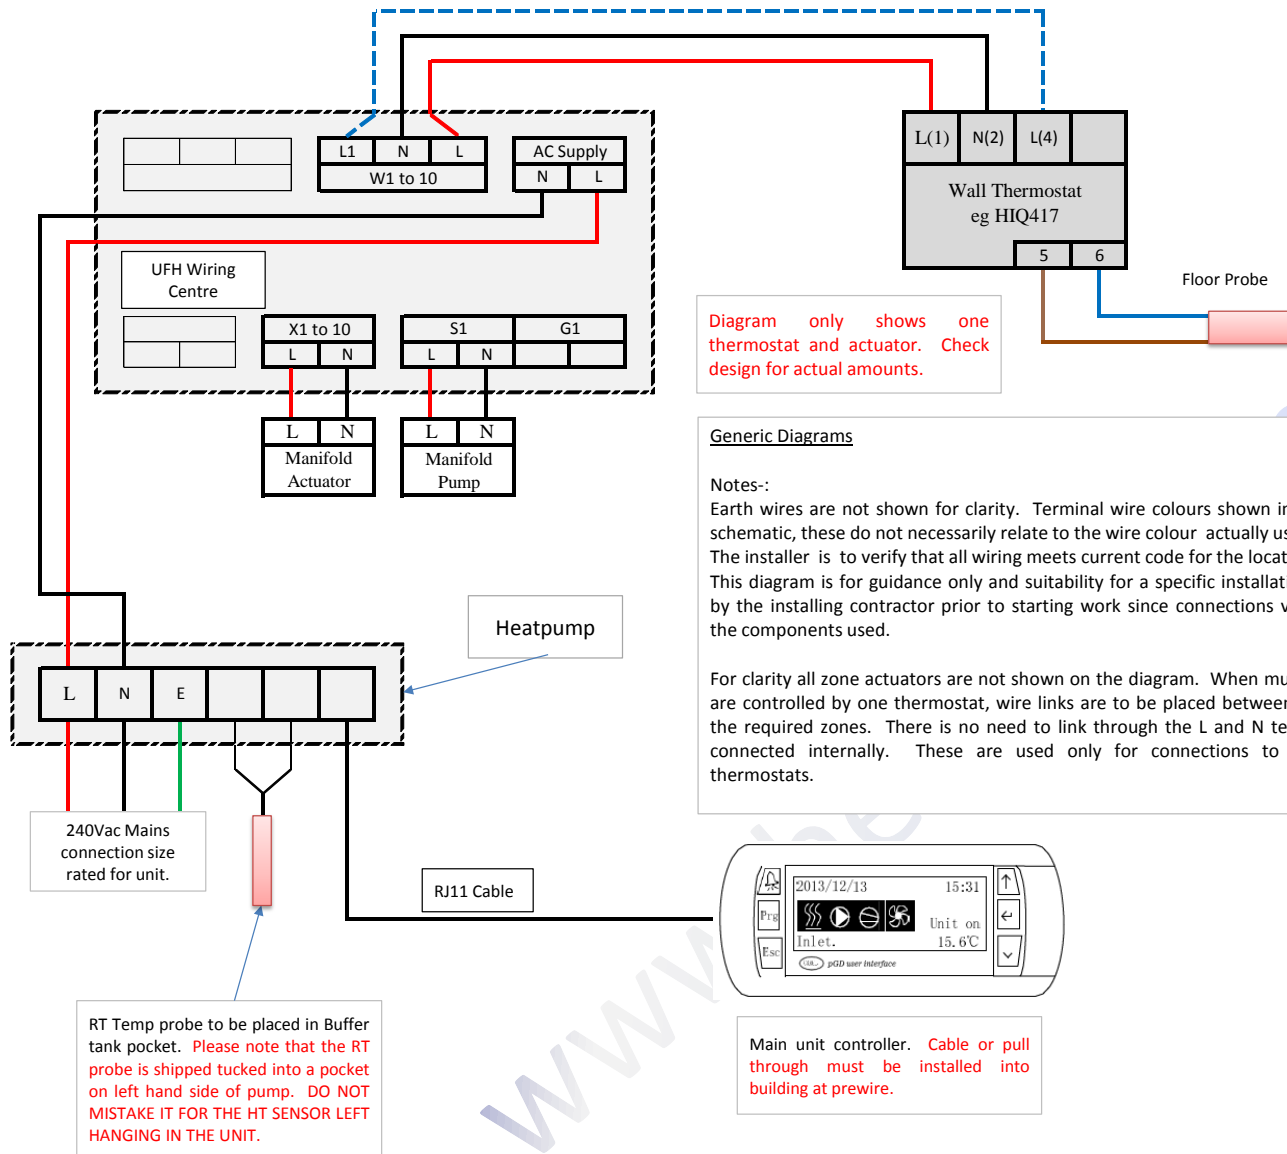 L1 N L
W1 to 10
AC Supply
N L
L(1) N(2) L(4)
Wall Thermostat
eg HIQ417
5 6
Floor Probe
UFH Wiring
Centre
X1 to 10
L N
S1 G1
L N
L N
Manifold
Actuator
L N
Manifold
Pump
Diagram only shows one
thermostat and actuator. Check
design for actual amounts.
Generic Diagrams
Notes-:
Earth wires are not shown for clarity. Terminal wire colours shown in
schematic, these do not necessarily relate to the wire colour actually us
The installer is to verify that all wiring meets current code for the locat
This diagram is for guidance only and suitability for a specific installati
by the installing contractor prior to starting work since connections v
the components used.
For clarity all zone actuators are not shown on the diagram. When mu
are controlled by one thermostat, wire links are to be placed between
the required zones. There is no need to link through the L and N te
connected internally. These are used only for connections to
thermostats.
Heatpump
L N E
240Vac Mains
connection size
rated for unit.
RJ11 Cable
2013/12/13 15:31
Prg
Unit on
Esc
Inlet. 15.6℃
pGD user interface
RT Temp probe to be placed in Buffer
tank pocket. Please note that the RT
probe is shipped tucked into a pocket
on left hand side of pump. DO NOT
MISTAKE IT FOR THE HT SENSOR LEFT
HANGING IN THE UNIT.
Main unit controller. Cable or pull
through must be installed into
building at prewire.
www.he